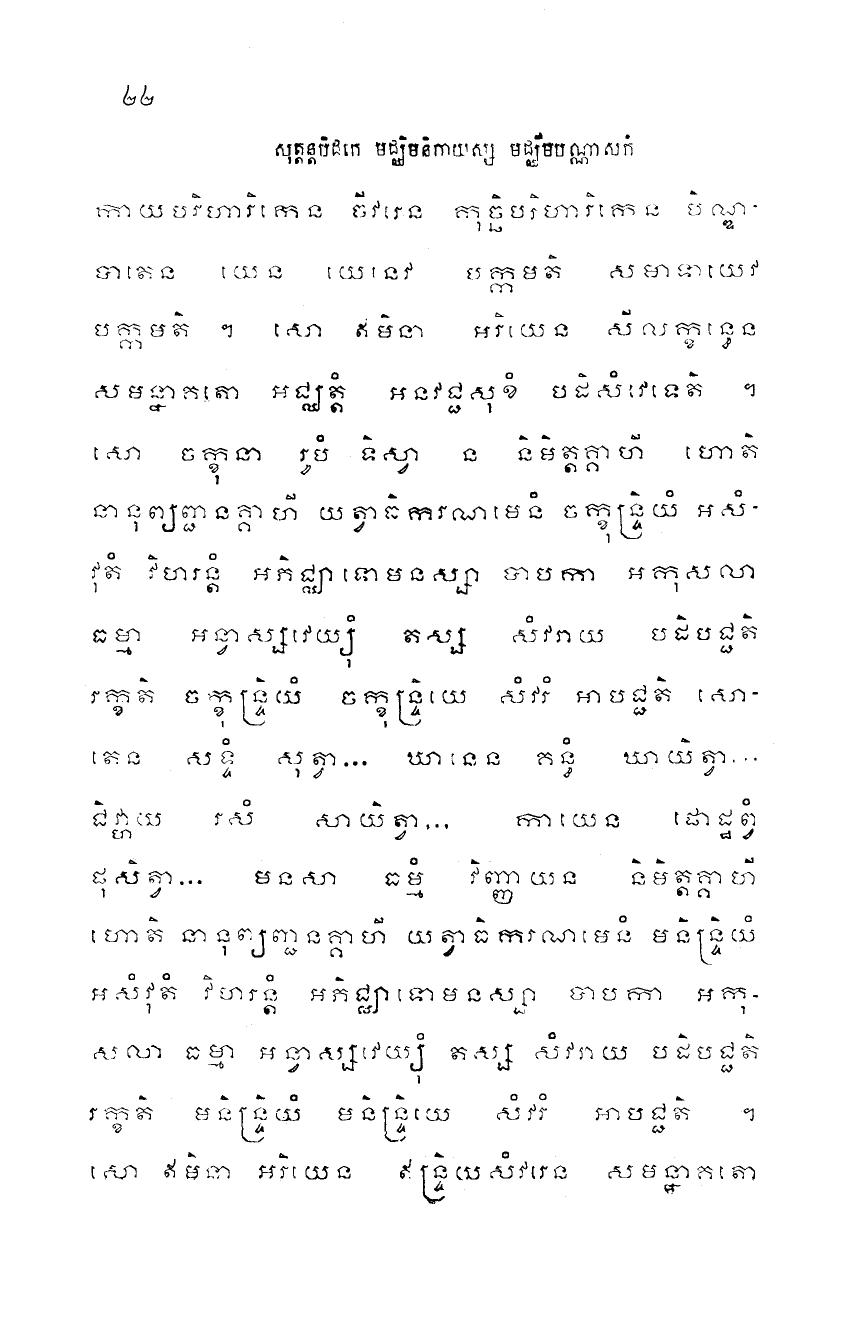 ២២
សុត្តន្តបិដកេ មជ្ឈិមនិកាយស្ស មជ្ឈិមបណ្ណាសកំ
កាយបរិហារិកេន ចីវរេន កុច្ឆិបរិហារិកេន បិណ្ឌ-
បាតេន យេន យេនេវ បក្កមតិ សមាទាយេវ
បក្កមតិ ។ សោ ឥមិនា អរិយេន សីលក្ខន្ធេន
សមន្នាគតោ អជ្ឈត្តំ អនវជ្ជសុខំ បដិសំវេទេតិ ។
សោ ចក្ខុនា រូបំ ទិស្វា ន និមិត្តគ្គាហី ហោតិ
នានុព្យញ្ជនគ្គាហី យត្វាធិការណមេនំ ចក្ខុន្ទ្រិយំ អសំ-
វុតំ វិហរន្តំ អភិជ្ឈាទោមនស្សា បាបកា អកុសលា
ធម្មា អន្វាស្សវេយ្យុំ តស្ស សំវរាយ បដិបជ្ជតិ
រក្ខតិ ចក្ខុន្ទ្រិយំ ចក្ខុន្ទ្រិយេ សំវរំ អាបជ្ជតិ សោ-
តេន សទ្ទំ សុត្វា... ឃានេន គន្ធំ ឃាយិត្វា...
ជិវ្ហាយ រសំ សាយិត្វា... កាយេន ផោដ្ឋព្វំ
ផុសិត្វា... មនសា ធម្មំ វិញ្ញាយន និមិត្តគ្គាហី
ហោតិ នានុព្យញ្ជនគ្គាហី យត្វាធិការណមេនំ មនិន្ទ្រិយំ
អសំវុតំ វិហរន្តំ អភិជ្ឈាទោមនស្សា បាបកា អកុ-
សលា ធម្មា អន្វាស្សវេយ្យុំ តស្ស សំវរាយ បដិបជ្ជតិ
រក្ខតិ មនិន្ទ្រិយំ មនិន្ទ្រិយេ សំវរំ អាបជ្ជតិ ។
សោ ឥមិនា អរិយេន ឥន្ទ្រិយសំវរេន សមន្នាគតោ